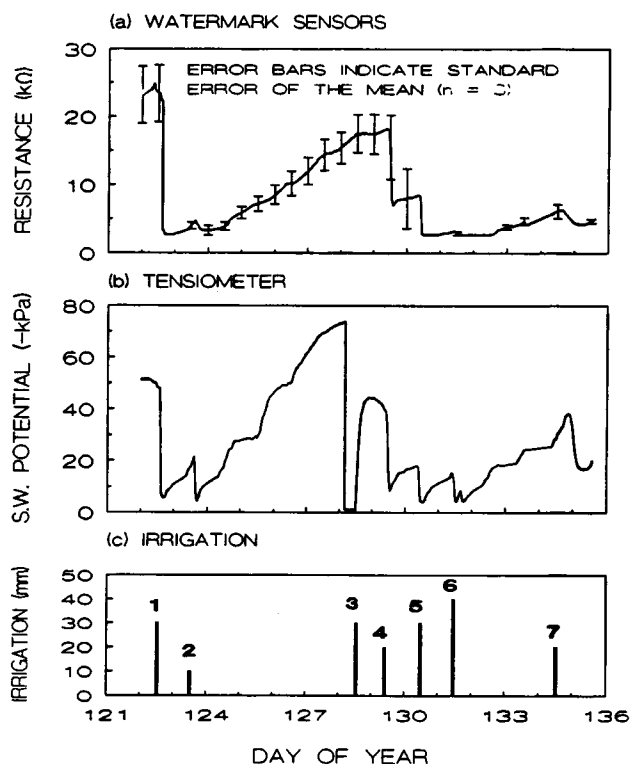 (a) WATERMARK SENSORS
RESISTANCE (kΩ)
30
20
10
0
ERROR BARS INDICATE STANDARD
ERROR OF THE MEAN (n = 3)
(b) TENSIOMETER
S.W. POTENTIAL (-kPa)
80
60
40
20
0
(c) IRRIGATION
IRRIGATION (mm)
50
40
30
20
10
0
1
2
3
4
5
6
7
121 124 127 130 133 136
DAY OF YEAR